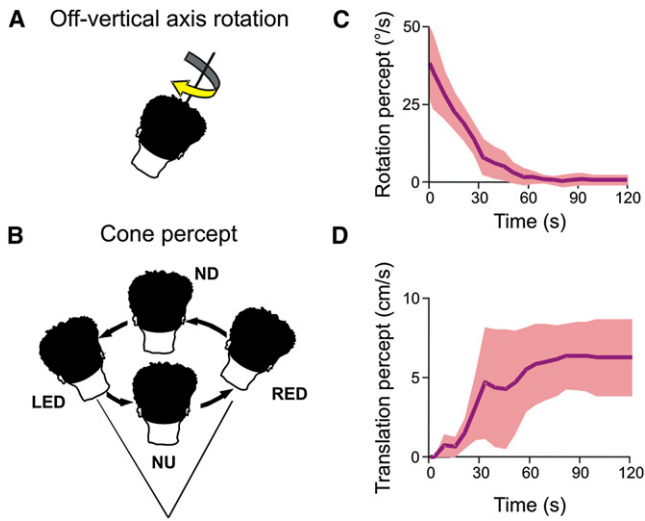 A
Off-vertical axis rotation
B
Cone percept
ND
LED
RED
NU
C
Rotation percept (°/s)
50
25
0
0 30 60 90 120
Time (s)
D
Translation percept (cm/s)
10
5
0
0 30 60 90 120
Time (s)